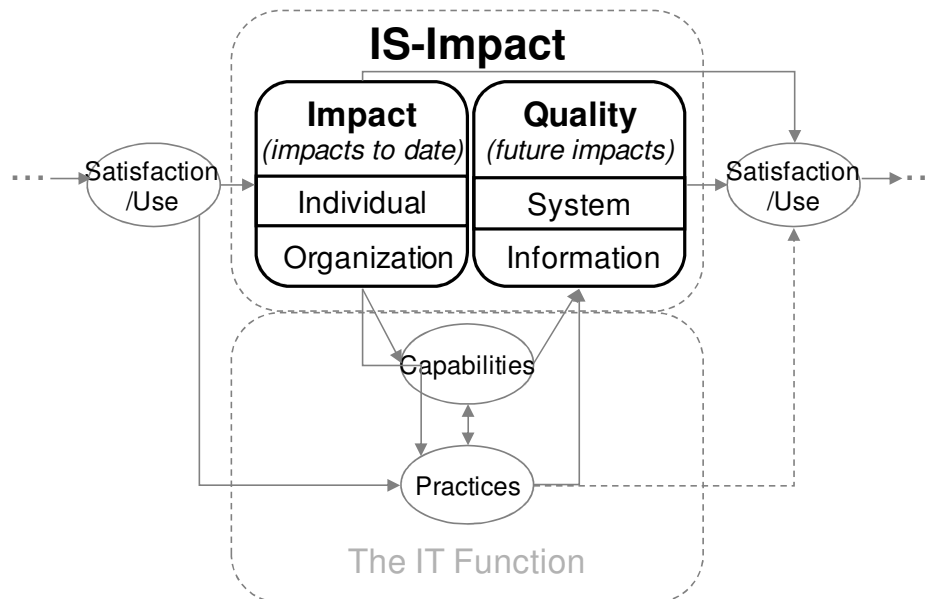 IS-Impact
Impact
(impacts to date)
Individual
Organization
Quality
(future impacts)
System
Information
...
Satisfaction
/Use
Satisfaction
/Use
..
Capabilities
Practices
The IT Function